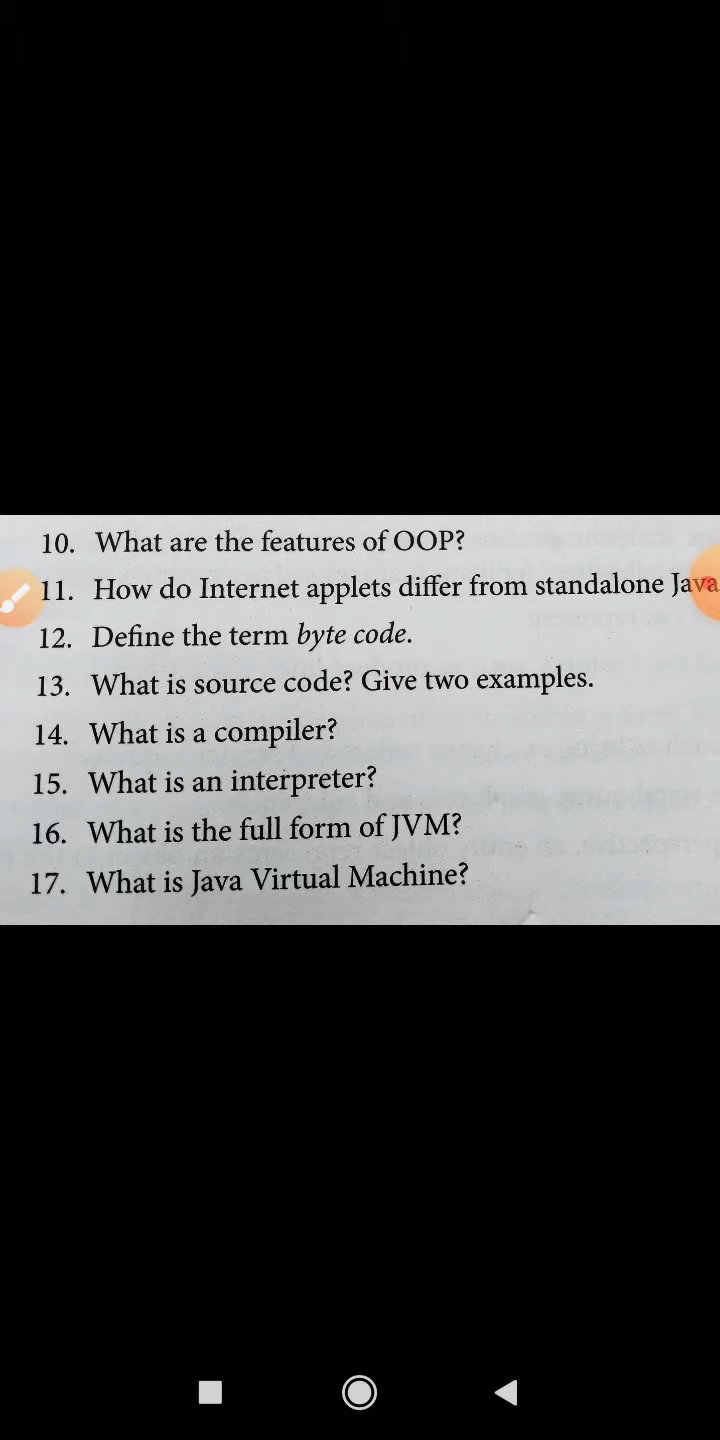 10. What are the features of OOP?
11. How do Internet applets differ from standalone Java
12. Define the term byte code.
13. What is source code? Give two examples.
14. What is a compiler?
15. What is an interpreter?
16. What is the full form of JVM?
17. What is Java Virtual Machine?